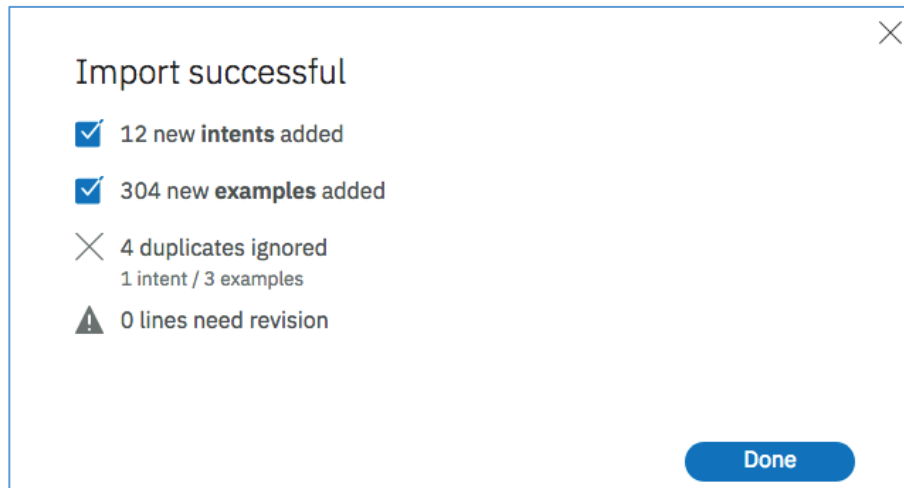 Import successful
12 new intents added
304 new examples added
4 duplicates ignored
1 intent / 3 examples
0 lines need revision
Done